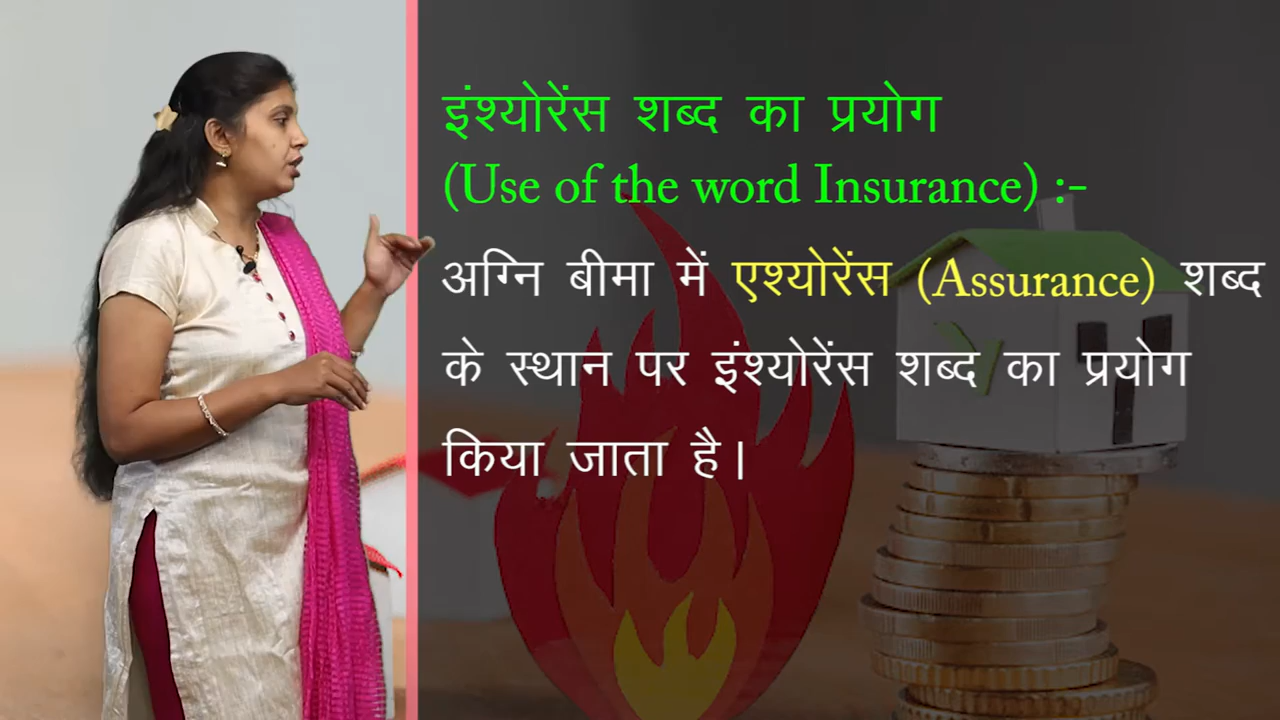 इंश्योरेंस शब्द का प्रयोग
(Use of the word Insurance) :-
अग्नि बीमा में एश्योरेंस (Assurance) शब्द
के स्थान पर इंश्योरेंस शब्द का प्रयोग
किया जाता है।